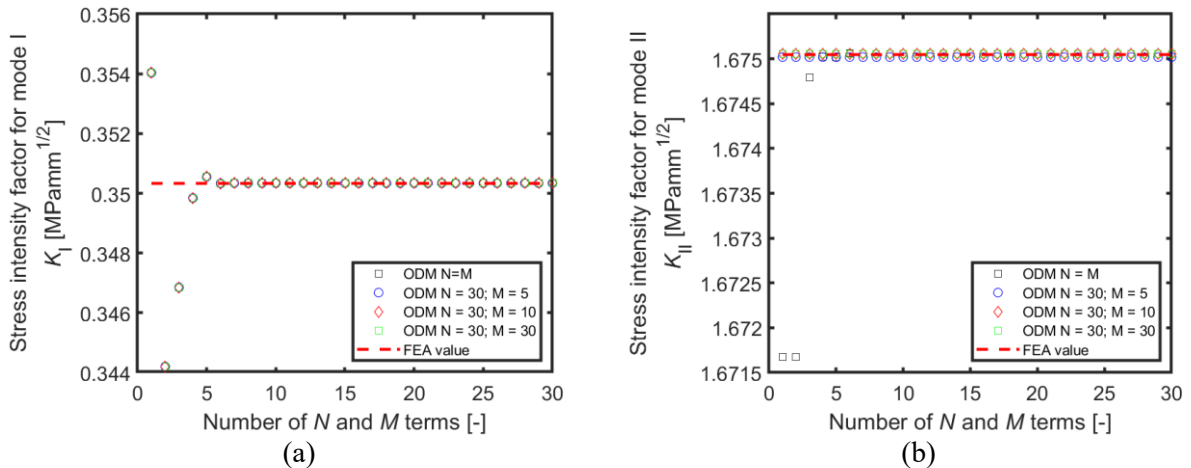 Stress intensity factor for mode I
K_I [MPamm^1/2]
0.356
0.354
0.352
0.35
0.348
0.346
0.344
0 5 10 15 20 25 30
Number of N and M terms [-]
ODM N=M
ODM N = 30; M = 5
ODM N = 30; M = 10
ODM N = 30; M = 30
FEA value
(a)
Stress intensity factor for mode II
K_II [MPamm^1/2]
1.675
1.6745
1.674
1.6735
1.673
1.6725
1.672
1.6715
0 5 10 15 20 25 30
Number of N and M terms [-]
ODM N = M
ODM N = 30; M = 5
ODM N = 30; M = 10
ODM N = 30; M = 30
FEA value
(b)